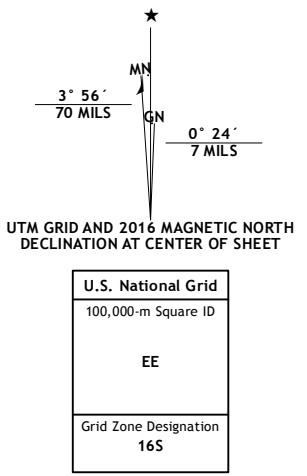 ★
MN
3° 56´
70 MILS
GN
0° 24´
7 MILS
UTM GRID AND 2016 MAGNETIC NORTH
DECLINATION AT CENTER OF SHEET
U.S. National Grid
100,000-m Square ID
EE
Grid Zone Designation
16S